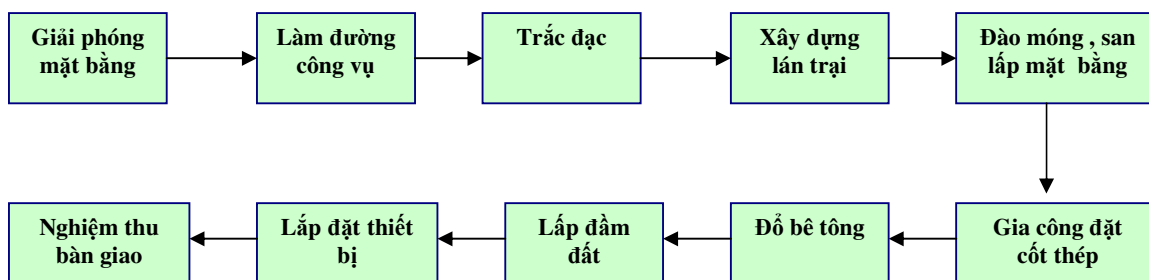 Giải phóng
mặt bằng
Làm đường
công vụ
Trắc đạc
Xây dựng
lán trại
Đào móng , san
lấp mặt bằng
Gia công đặt
cốt thép
Đổ bê tông
Lấp đầm
đất
Lắp đặt thiết
bị
Nghiệm thu
bàn giao